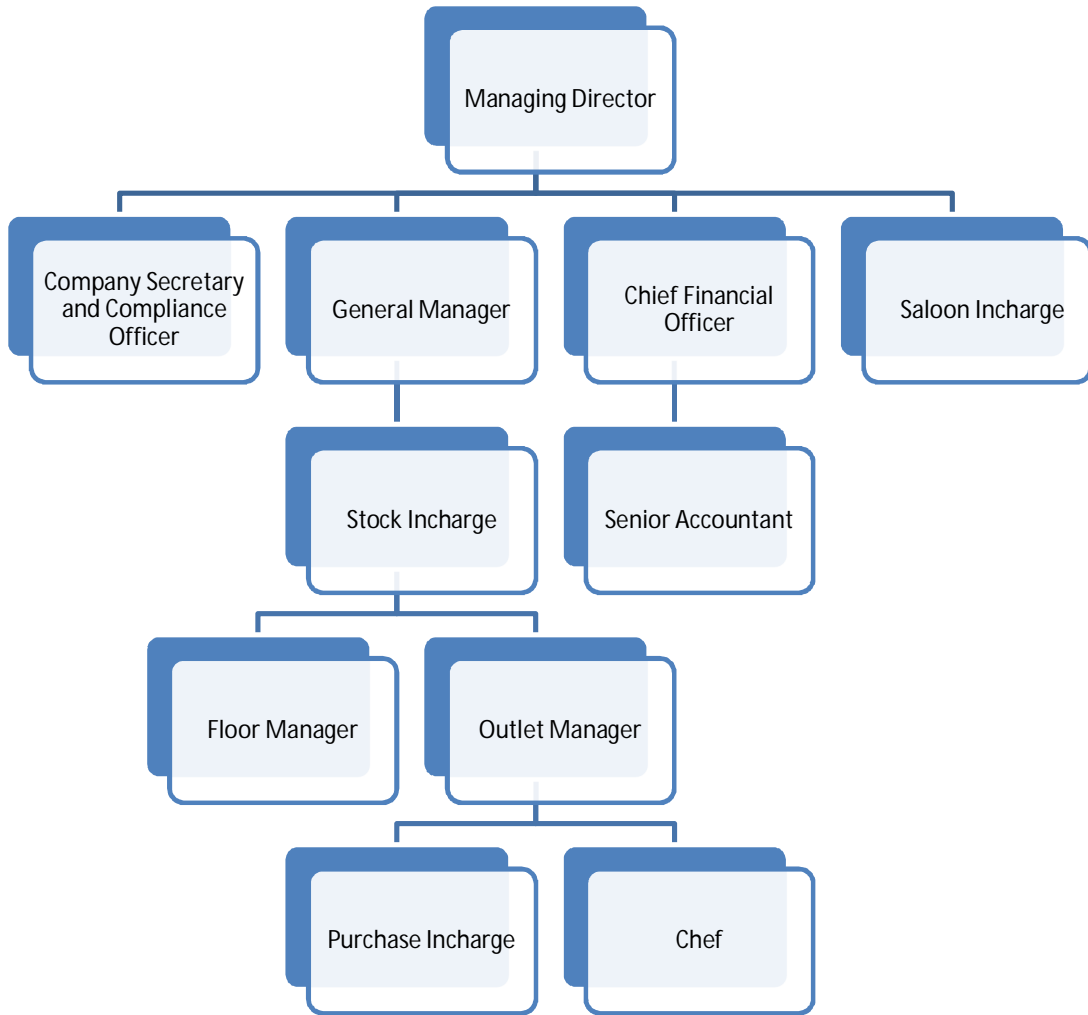 Managing Director
Company Secretary
and Compliance
Officer
General Manager
Chief Financial
Officer
Saloon Incharge
Stock Incharge
Senior Accountant
Floor Manager
Outlet Manager
Purchase Incharge
Chef